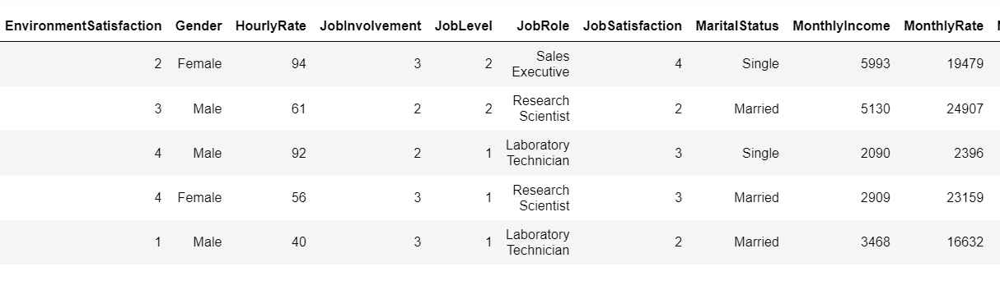 EnvironmentSatisfaction Gender HourlyRate JobInvolvement JobLevel JobRole JobSatisfaction MaritalStatus MonthlyIncome MonthlyRate
2 Female 94 3 2 Sales Executive 4 Single 5993 19479
3 Male 61 2 2 Research Scientist 2 Married 5130 24907
4 Male 92 2 1 Laboratory Technician 3 Single 2090 2396
4 Female 56 3 1 Research Scientist 3 Married 2909 23159
1 Male 40 3 1 Laboratory Technician 2 Married 3468 16632